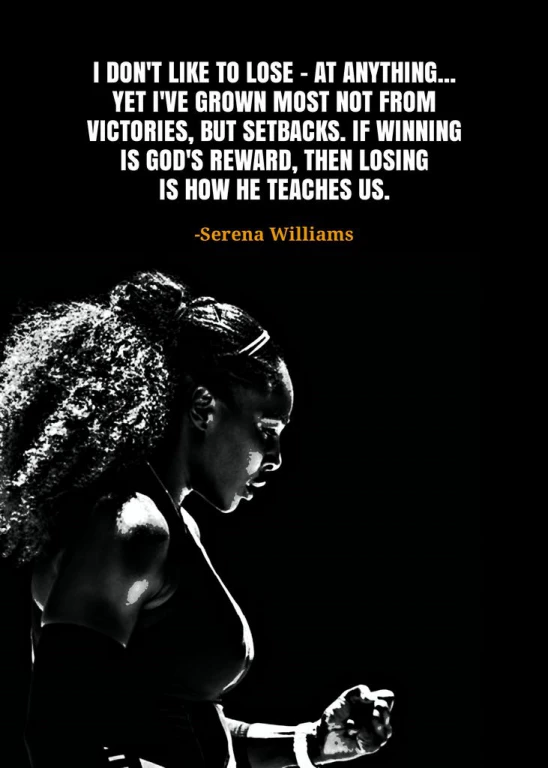 I DON'T LIKE TO LOSE - AT ANYTHING...
YET I'VE GROWN MOST NOT FROM
VICTORIES, BUT SETBACKS. IF WINNING
IS GOD'S REWARD, THEN LOSING
IS HOW HE TEACHES US.
-Serena Williams